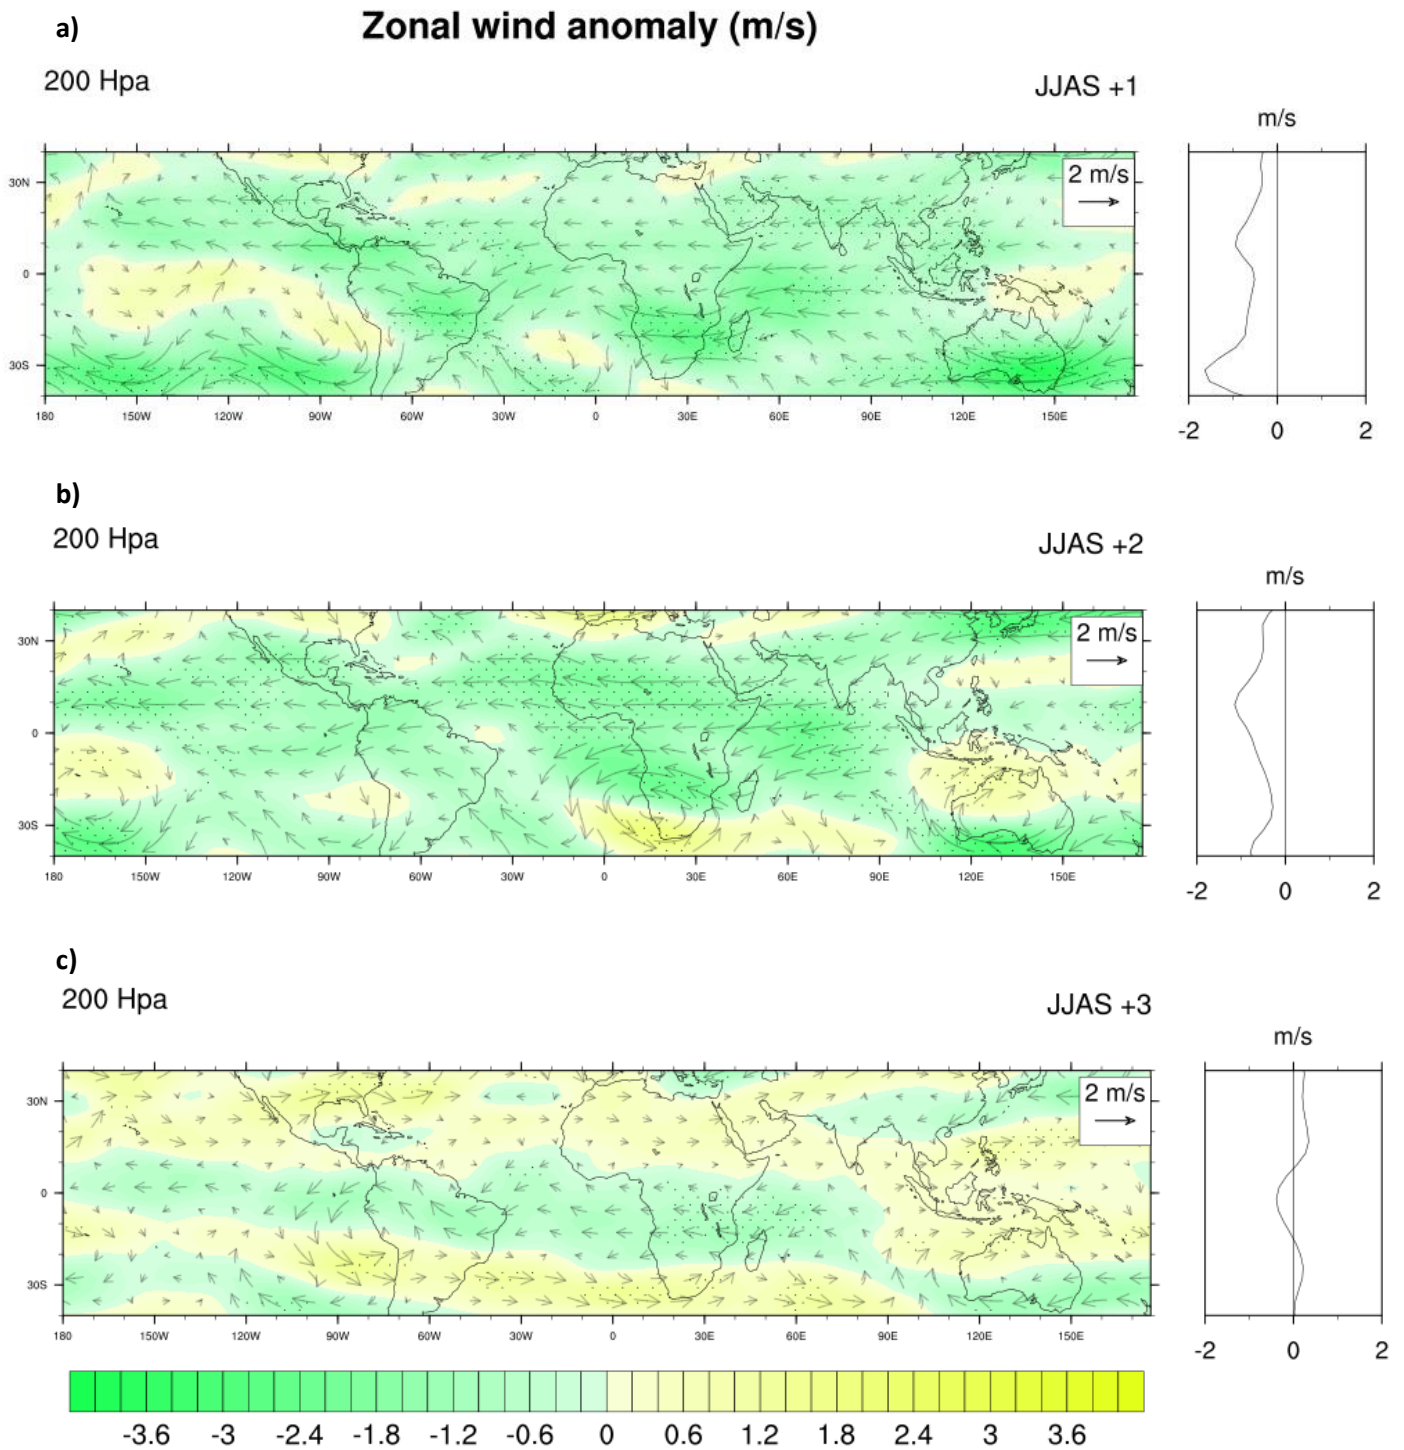 a)
Zonal wind anomaly (m/s)
200 Hpa
JJAS +1
m/s
2 m/s
30N
0
30S
180 150W 120W 90W 60W 30W 0 30E 60E 90E 120E 150E
-2 0 2
b)
200 Hpa
JJAS +2
m/s
2 m/s
30N
0
30S
180 150W 120W 90W 60W 30W 0 30E 60E 90E 120E 150E
-2 0 2
c)
200 Hpa
JJAS +3
m/s
2 m/s
30N
0
30S
180 150W 120W 90W 60W 30W 0 30E 60E 90E 120E 150E
-2 0 2
-3.6 -3 -2.4 -1.8 -1.2 -0.6 0 0.6 1.2 1.8 2.4 3 3.6